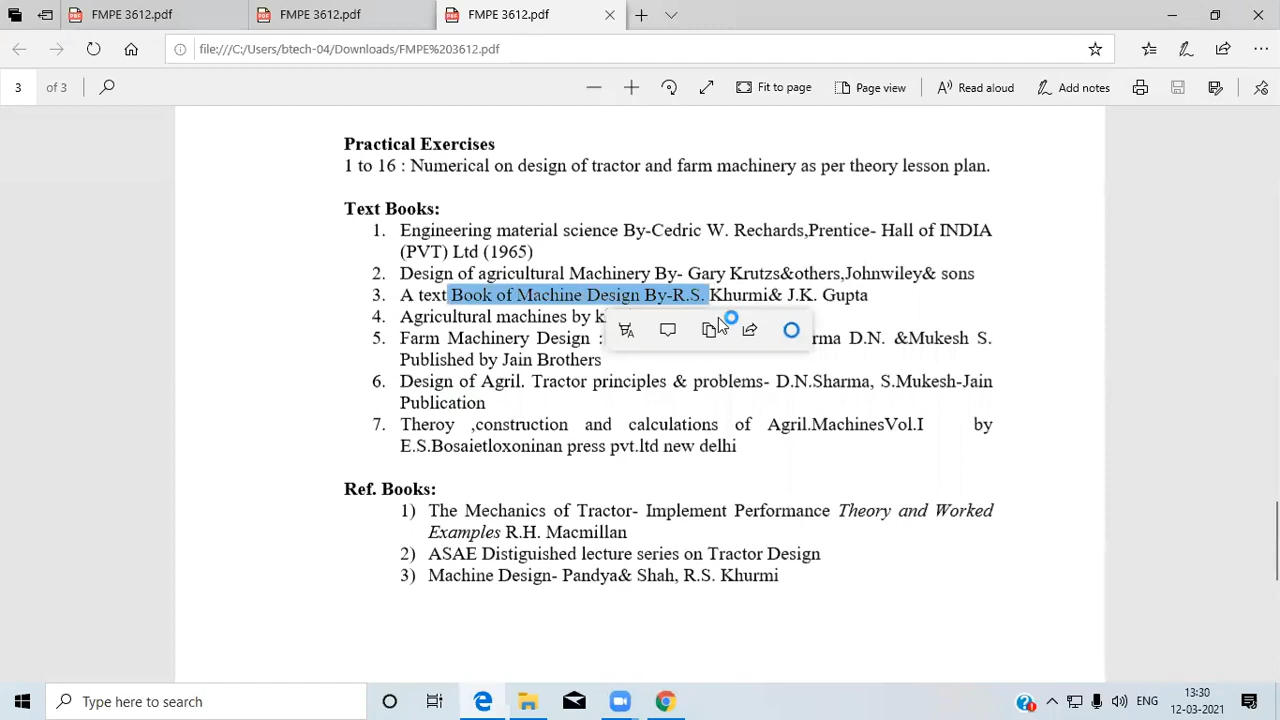 FMPE 3612.pdf
FMPE 3612.pdf
FMPE 3612.pdf
file:///C:/Users/btech-04/Downloads/FMPE%203612.pdf
3 of 3
Fit to page
Page view
Read aloud
Add notes
Practical Exercises
1 to 16 : Numerical on design of tractor and farm machinery as per theory lesson plan.
Text Books:
1. Engineering material science By-Cedric W. Rechards,Prentice- Hall of INDIA
(PVT) Ltd (1965)
2. Design of agricultural Machinery By- Gary Krutzs&others,Johnwiley& sons
3. A text Book of Machine Design By-R.S. Khurmi& J.K. Gupta
4. Agricultural machines by
5. Farm Machinery Design : D.N. &Mukesh S.
Published by Jain Brothers
6. Design of Agril. Tractor principles & problems- D.N.Sharma, S.Mukesh-Jain
Publication
7. Theroy ,construction and calculations of Agril.MachinesVol.I by
E.S.Bosaietloxoninan press pvt.ltd new delhi
Ref. Books:
1) The Mechanics of Tractor- Implement Performance Theory and Worked
Examples R.H. Macmillan
2) ASAE Distiguished lecture series on Tractor Design
3) Machine Design- Pandya& Shah, R.S. Khurmi
Type here to search
ENG
13:30
12-03-2021